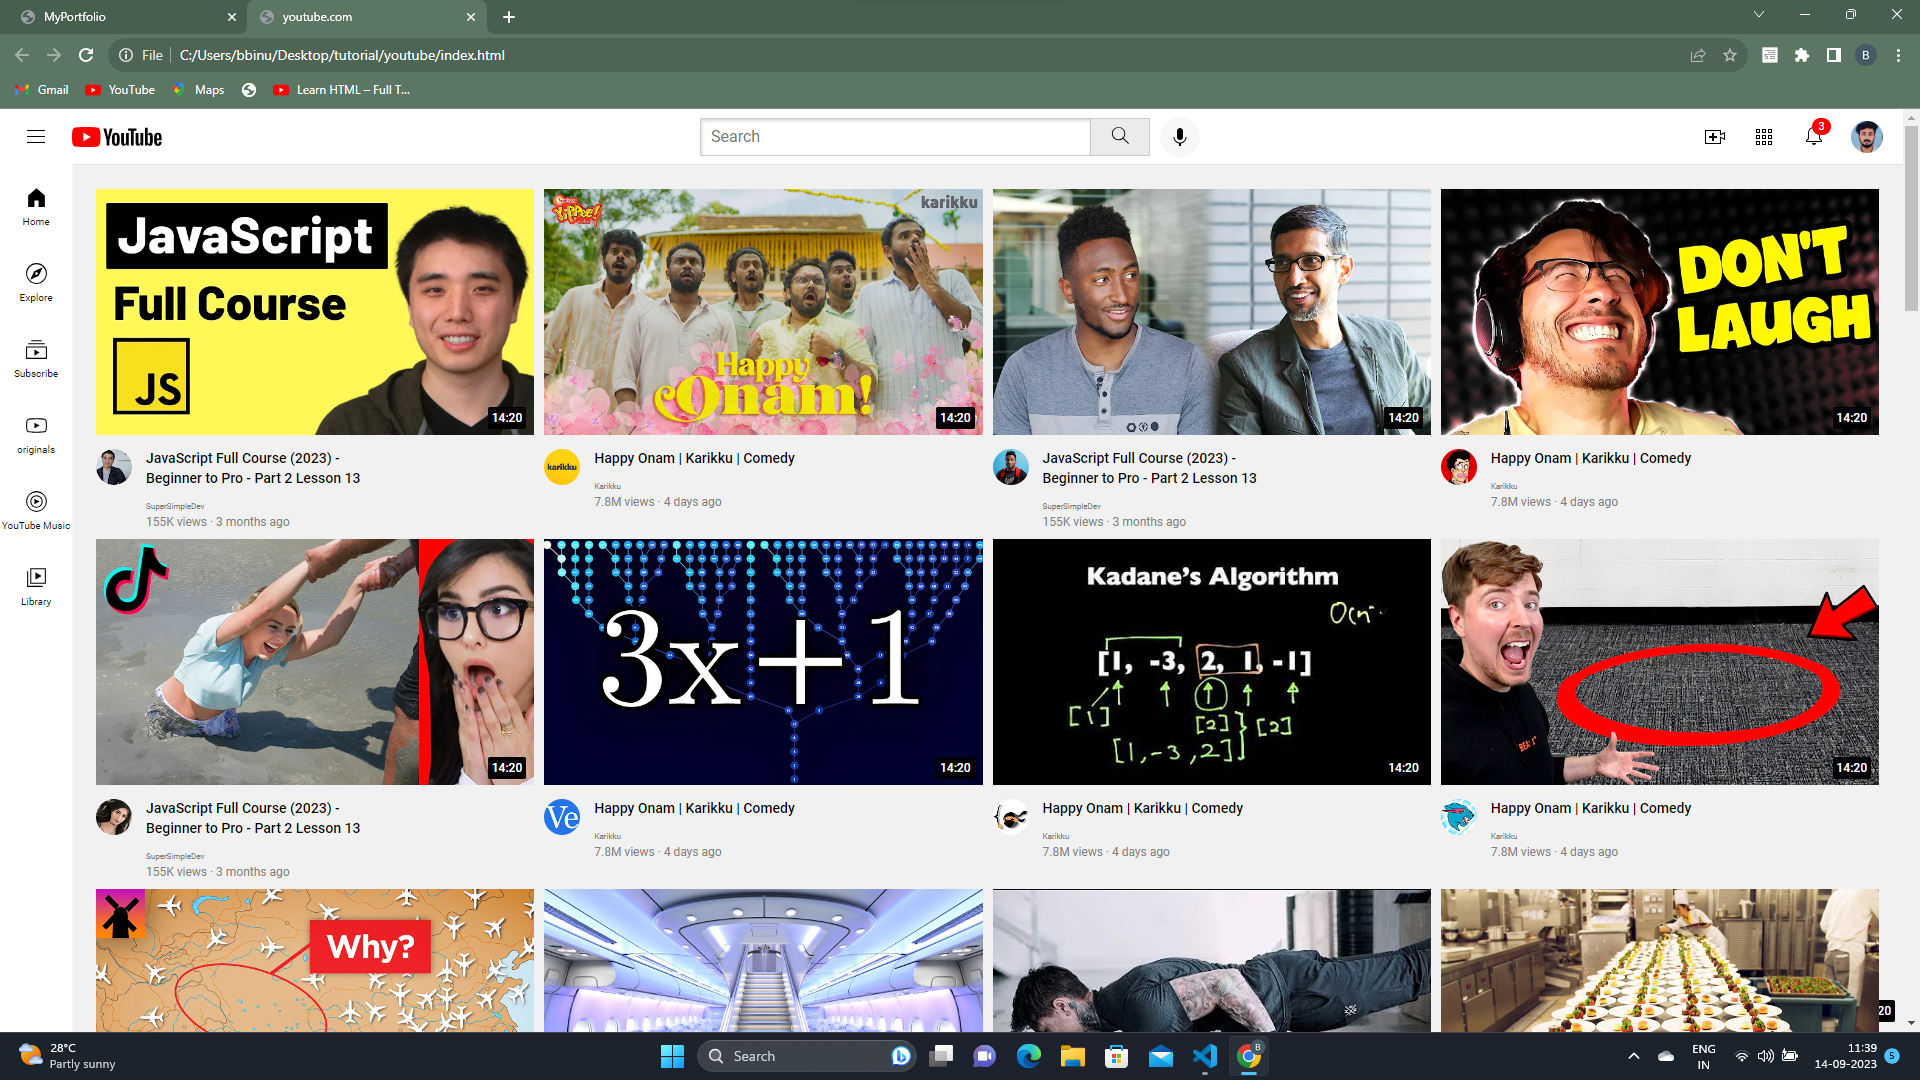 MyPortfolio
youtube.com
File
C:/Users/bbinu/Desktop/tutorial/youtube/index.html
B
Gmail
YouTube
Maps
Learn HTML – Full T...
YouTube
Search
3
Home
Explore
Subscribe
originals
YouTube Music
Library
JavaScript
Full Course
JS
14:20
YiPPee!
karikku
Happy
Onam!
14:20
14:20
DON'T
LAUGH
14:20
JavaScript Full Course (2023) -
Beginner to Pro - Part 2 Lesson 13
SuperSimpleDev
155K views · 3 months ago
karikku
Happy Onam | Karikku | Comedy
Karikku
7.8M views · 4 days ago
JavaScript Full Course (2023) -
Beginner to Pro - Part 2 Lesson 13
SuperSimpleDev
155K views · 3 months ago
Happy Onam | Karikku | Comedy
Karikku
7.8M views · 4 days ago
14:20
3x+1
14:20
Kadane's Algorithm
[1, -3, 2, 1, -1]
[1]
[2]
[2]
[1,-3,2]
14:20
14:20
JavaScript Full Course (2023) -
Beginner to Pro - Part 2 Lesson 13
SuperSimpleDev
155K views · 3 months ago
Ve
Happy Onam | Karikku | Comedy
Karikku
7.8M views · 4 days ago
Happy Onam | Karikku | Comedy
Karikku
7.8M views · 4 days ago
Happy Onam | Karikku | Comedy
Karikku
7.8M views · 4 days ago
Why?
20
28°C
Partly sunny
Search
B
ENG
IN
11:39
14-09-2023
5